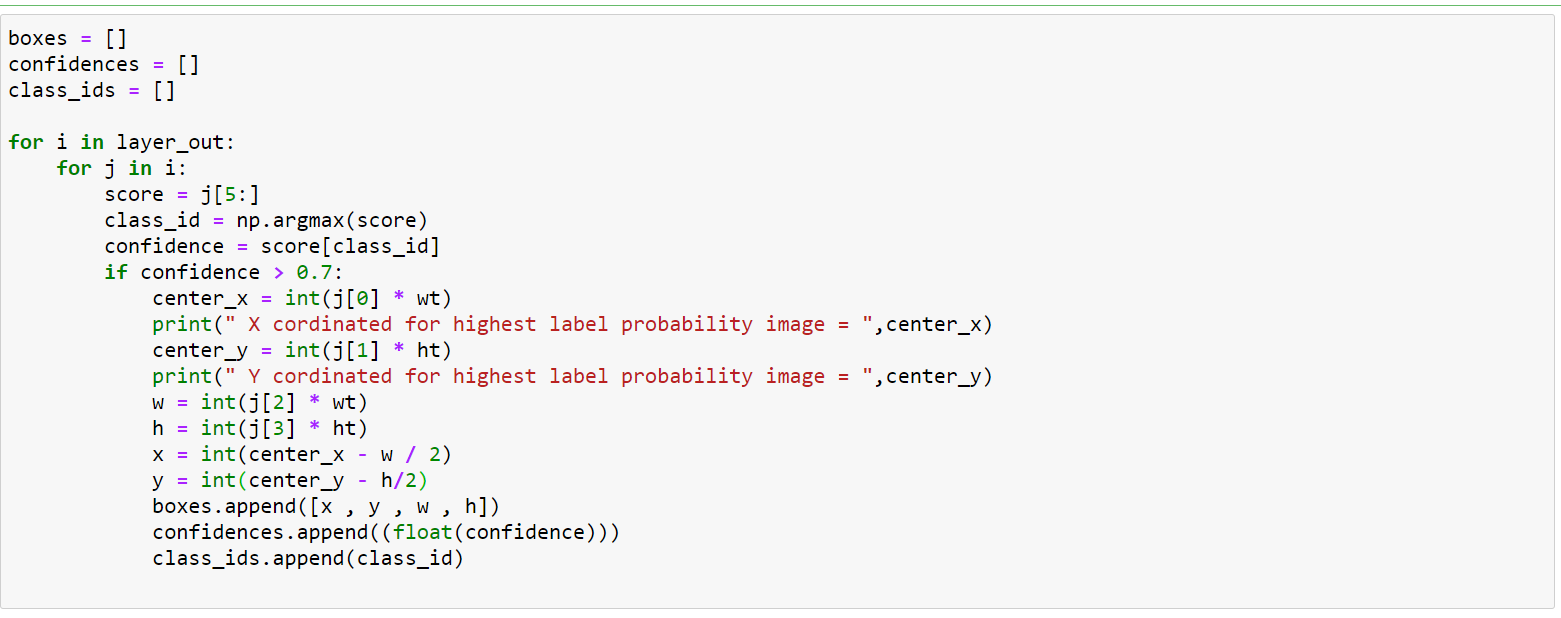 boxes = []
confidences = []
class_ids = []

for i in layer_out:
    for j in i:
        score = j[5:]
        class_id = np.argmax(score)
        confidence = score[class_id]
        if confidence > 0.7:
            center_x = int(j[0] * wt)
            print(" X cordinated for highest label probability image = ",center_x)
            center_y = int(j[1] * ht)
            print(" Y cordinated for highest label probability image = ",center_y)
            w = int(j[2] * wt)
            h = int(j[3] * ht)
            x = int(center_x - w / 2)
            y = int(center_y - h/2)
            boxes.append([x , y , w , h])
            confidences.append((float(confidence)))
            class_ids.append(class_id)